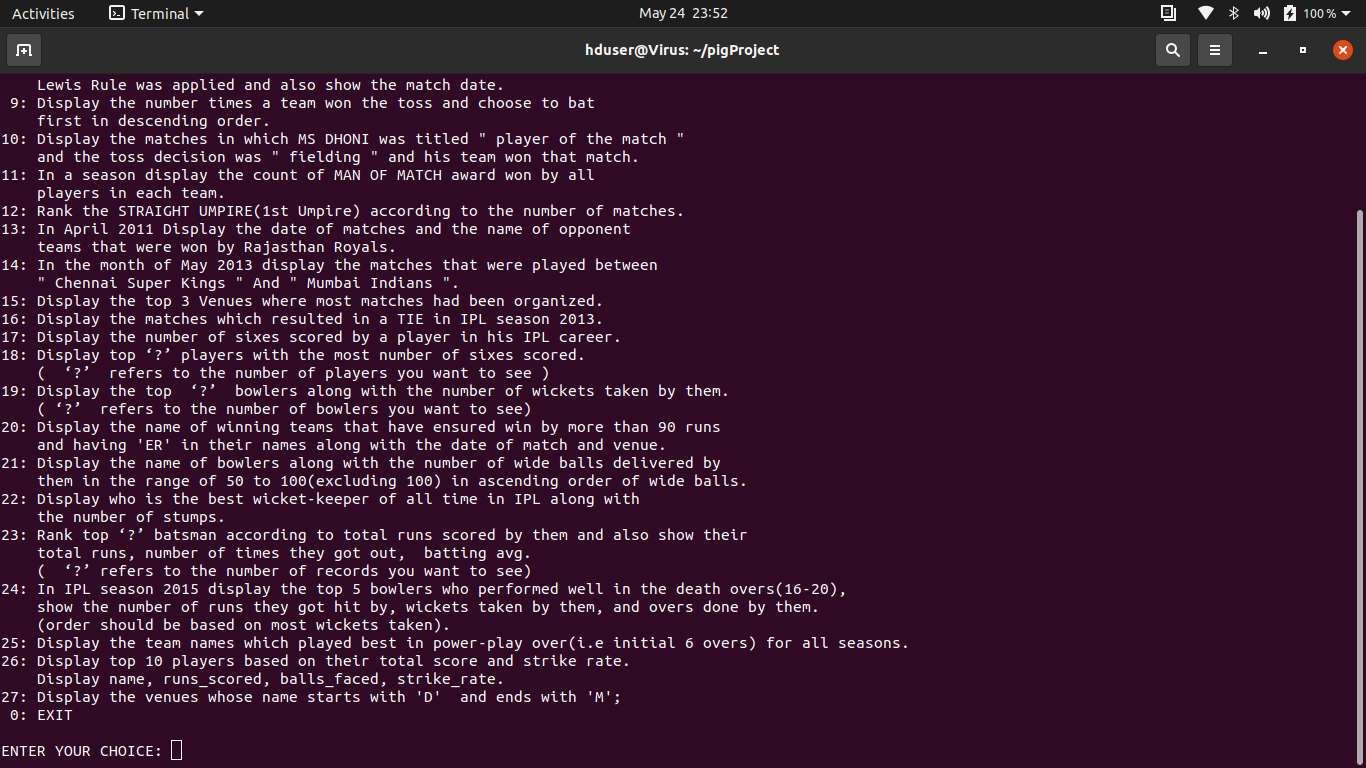 Activities Terminal May 24 23:52 100 %
hduser@Virus: ~/pigProject
Lewis Rule was applied and also show the match date.
9: Display the number times a team won the toss and choose to bat
first in descending order.
10: Display the matches in which MS DHONI was titled " player of the match "
and the toss decision was " fielding " and his team won that match.
11: In a season display the count of MAN OF MATCH award won by all
players in each team.
12: Rank the STRAIGHT UMPIRE(1st Umpire) according to the number of matches.
13: In April 2011 Display the date of matches and the name of opponent
teams that were won by Rajasthan Royals.
14: In the month of May 2013 display the matches that were played between
" Chennai Super Kings " And " Mumbai Indians ".
15: Display the top 3 Venues where most matches had been organized.
16: Display the matches which resulted in a TIE in IPL season 2013.
17: Display the number of sixes scored by a player in his IPL career.
18: Display top ‘?’ players with the most number of sixes scored.
(  ‘?’  refers to the number of players you want to see )
19: Display the top  ‘?’  bowlers along with the number of wickets taken by them.
( ‘?’  refers to the number of bowlers you want to see)
20: Display the name of winning teams that have ensured win by more than 90 runs
and having 'ER' in their names along with the date of match and venue.
21: Display the name of bowlers along with the number of wide balls delivered by
them in the range of 50 to 100(excluding 100) in ascending order of wide balls.
22: Display who is the best wicket-keeper of all time in IPL along with
the number of stumps.
23: Rank top ‘?’ batsman according to total runs scored by them and also show their
total runs, number of times they got out,  batting avg.
(  ‘?’ refers to the number of records you want to see)
24: In IPL season 2015 display the top 5 bowlers who performed well in the death overs(16-20),
show the number of runs they got hit by, wickets taken by them, and overs done by them.
(order should be based on most wickets taken).
25: Display the team names which played best in power-play over(i.e initial 6 overs) for all seasons.
26: Display top 10 players based on their total score and strike rate.
Display name, runs_scored, balls_faced, strike_rate.
27: Display the venues whose name starts with 'D'  and ends with 'M';
0: EXIT
ENTER YOUR CHOICE: